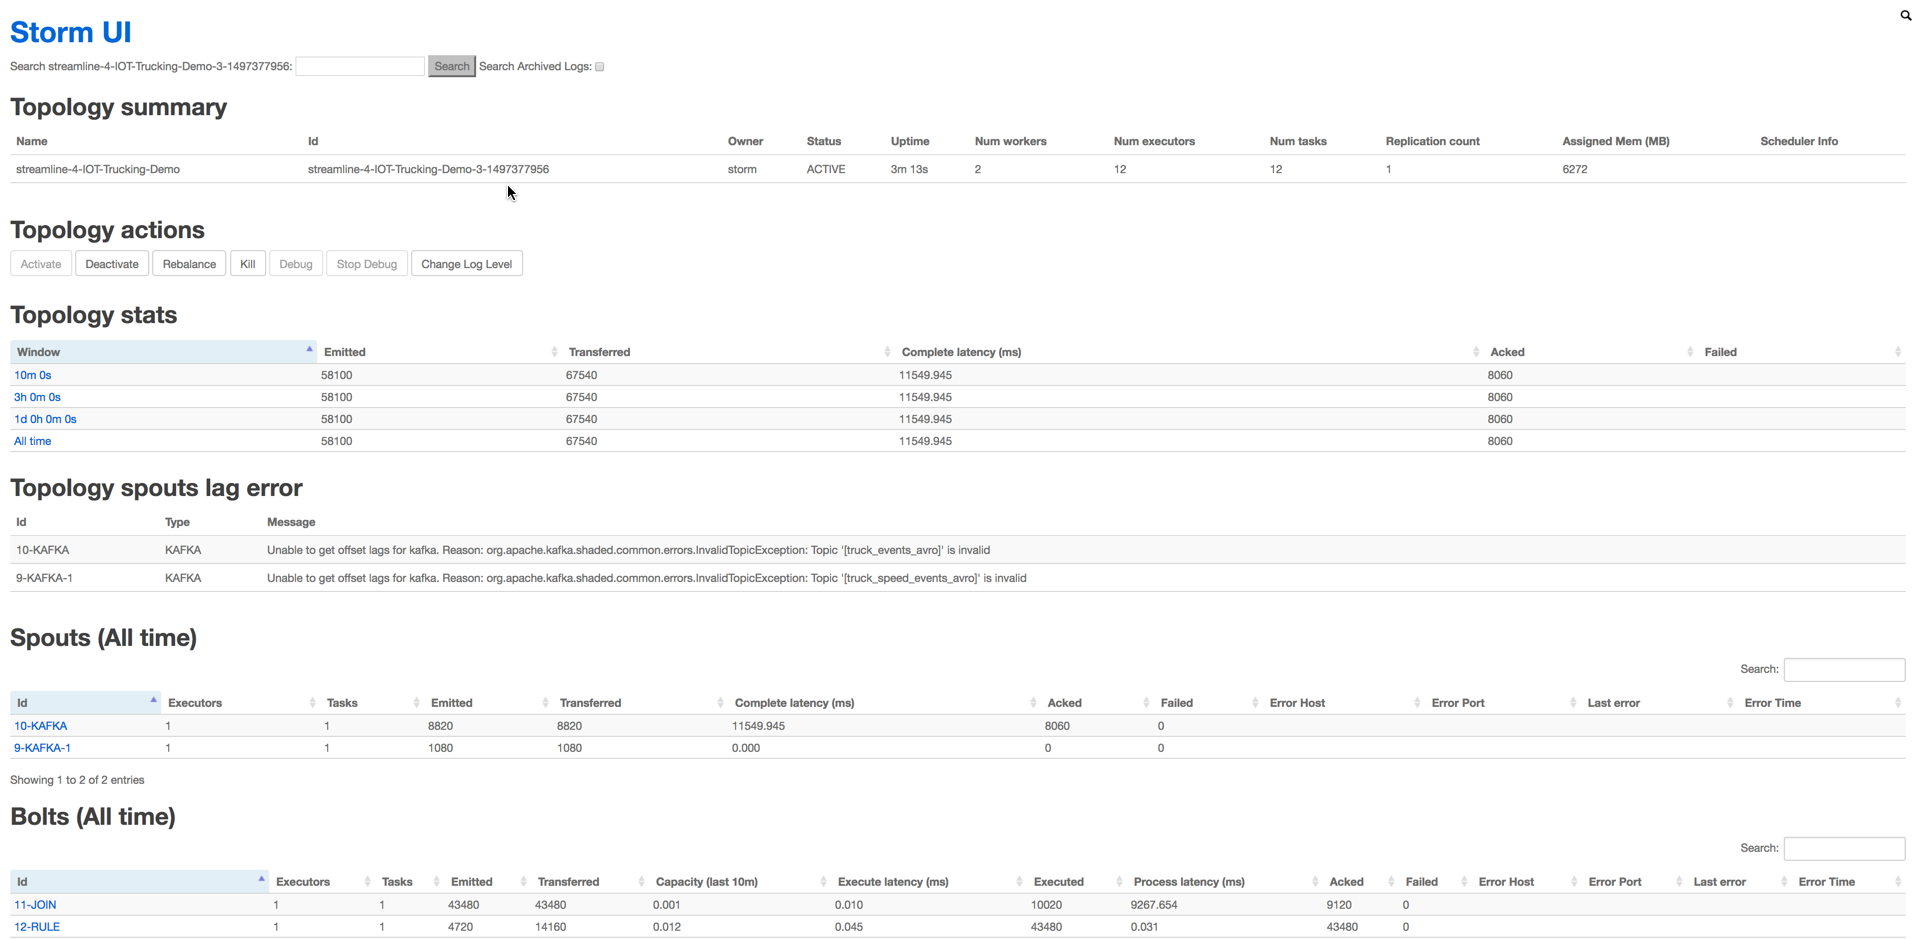 Storm UI
Search streamline-4-IOT-Trucking-Demo-3-1497377956: Search Search Archived Logs:
Topology summary
Name Id Owner Status Uptime Num workers Num executors Num tasks Replication count Assigned Mem (MB) Scheduler Info
streamline-4-IOT-Trucking-Demo streamline-4-IOT-Trucking-Demo-3-1497377956 storm ACTIVE 3m 13s 2 12 12 1 6272
Topology actions
Activate Deactivate Rebalance Kill Debug Stop Debug Change Log Level
Topology stats
Window Emitted Transferred Complete latency (ms) Acked Failed
10m 0s 58100 67540 11549.945 8060
3h 0m 0s 58100 67540 11549.945 8060
1d 0h 0m 0s 58100 67540 11549.945 8060
All time 58100 67540 11549.945 8060
Topology spouts lag error
Id Type Message
10-KAFKA KAFKA Unable to get offset lags for kafka. Reason: org.apache.kafka.shaded.common.errors.InvalidTopicException: Topic '[truck_events_avro]' is invalid
9-KAFKA-1 KAFKA Unable to get offset lags for kafka. Reason: org.apache.kafka.shaded.common.errors.InvalidTopicException: Topic '[truck_speed_events_avro]' is invalid
Spouts (All time)
Search:
Id Executors Tasks Emitted Transferred Complete latency (ms) Acked Failed Error Host Error Port Last error Error Time
10-KAFKA 1 1 8820 8820 11549.945 8060 0
9-KAFKA-1 1 1 1080 1080 0.000 0 0
Showing 1 to 2 of 2 entries
Bolts (All time)
Search:
Id Executors Tasks Emitted Transferred Capacity (last 10m) Execute latency (ms) Executed Process latency (ms) Acked Failed Error Host Error Port Last error Error Time
11-JOIN 1 1 43480 43480 0.001 0.010 10020 9267.654 9120 0
12-RULE 1 1 4720 14160 0.012 0.045 43480 0.031 43480 0